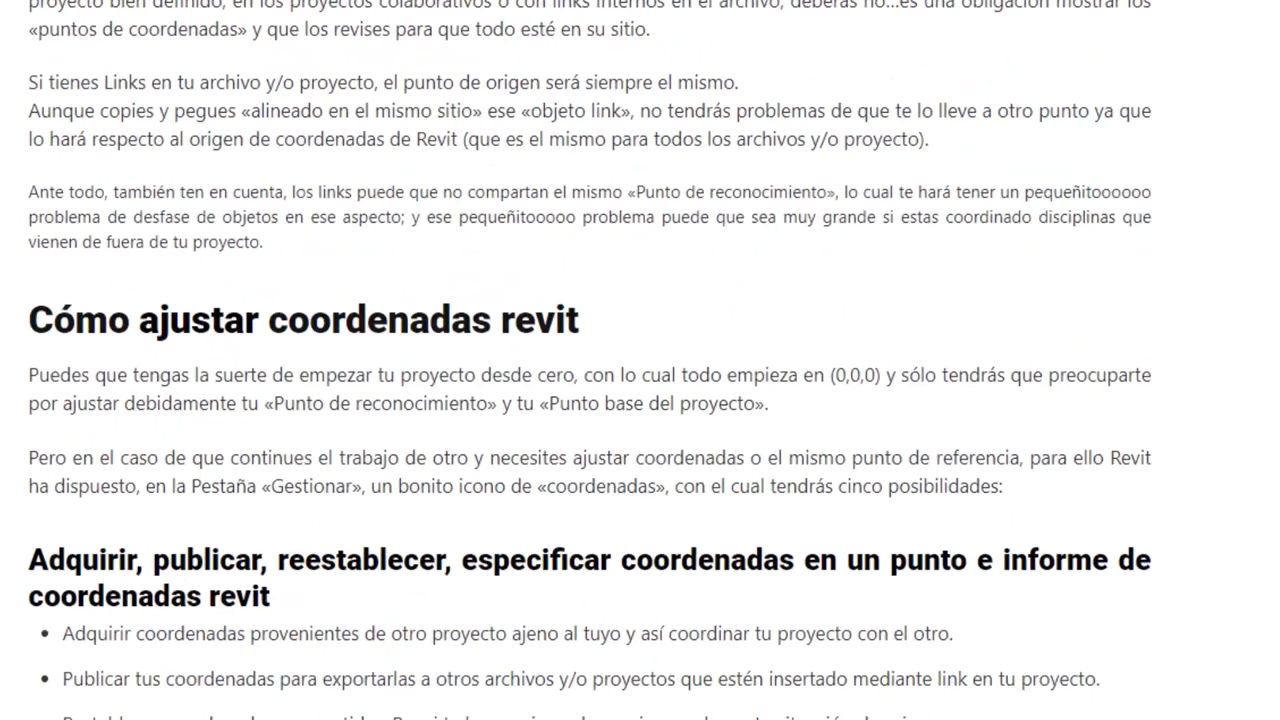 proyecto bien definido, en los proyectos colaborativos o con links internos en el archivo, deberás no...es una obligación mostrar los
«puntos de coordenadas» y que los revises para que todo esté en su sitio.
Si tienes Links en tu archivo y/o proyecto, el punto de origen será siempre el mismo.
Aunque copies y pegues «alineado en el mismo sitio» ese «objeto link», no tendrás problemas de que te lo lleve a otro punto ya que
lo hará respecto al origen de coordenadas de Revit (que es el mismo para todos los archivos y/o proyecto).
Ante todo, también ten en cuenta, los links puede que no compartan el mismo «Punto de reconocimiento», lo cual te hará tener un pequeñitoooooo
problema de desfase de objetos en ese aspecto; y ese pequeñitooooo problema puede que sea muy grande si estas coordinado disciplinas que
vienen de fuera de tu proyecto.
Cómo ajustar coordenadas revit
Puedes que tengas la suerte de empezar tu proyecto desde cero, con lo cual todo empieza en (0,0,0) y sólo tendrás que preocuparte
por ajustar debidamente tu «Punto de reconocimiento» y tu «Punto base del proyecto».
Pero en el caso de que continues el trabajo de otro y necesites ajustar coordenadas o el mismo punto de referencia, para ello Revit
ha dispuesto, en la Pestaña «Gestionar», un bonito icono de «coordenadas», con el cual tendrás cinco posibilidades:
Adquirir, publicar, reestablecer, especificar coordenadas en un punto e informe de
coordenadas revit
• Adquirir coordenadas provenientes de otro proyecto ajeno al tuyo y así coordinar tu proyecto con el otro.
• Publicar tus coordenadas para exportarlas a otros archivos y/o proyectos que estén insertado mediante link en tu proyecto.